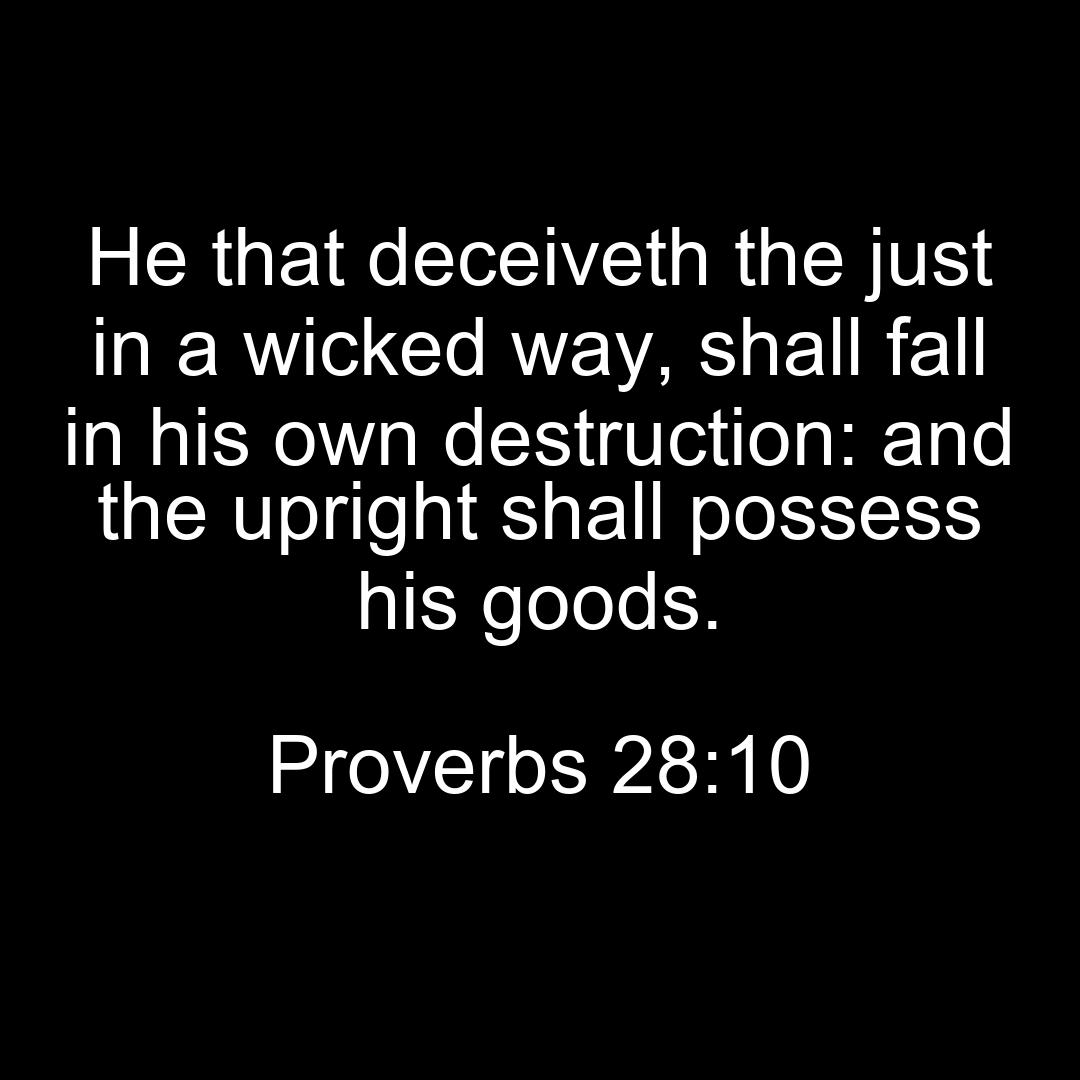 He that deceiveth the just
in a wicked way, shall fall
in his own destruction: and
the upright shall possess
his goods.
Proverbs 28:10